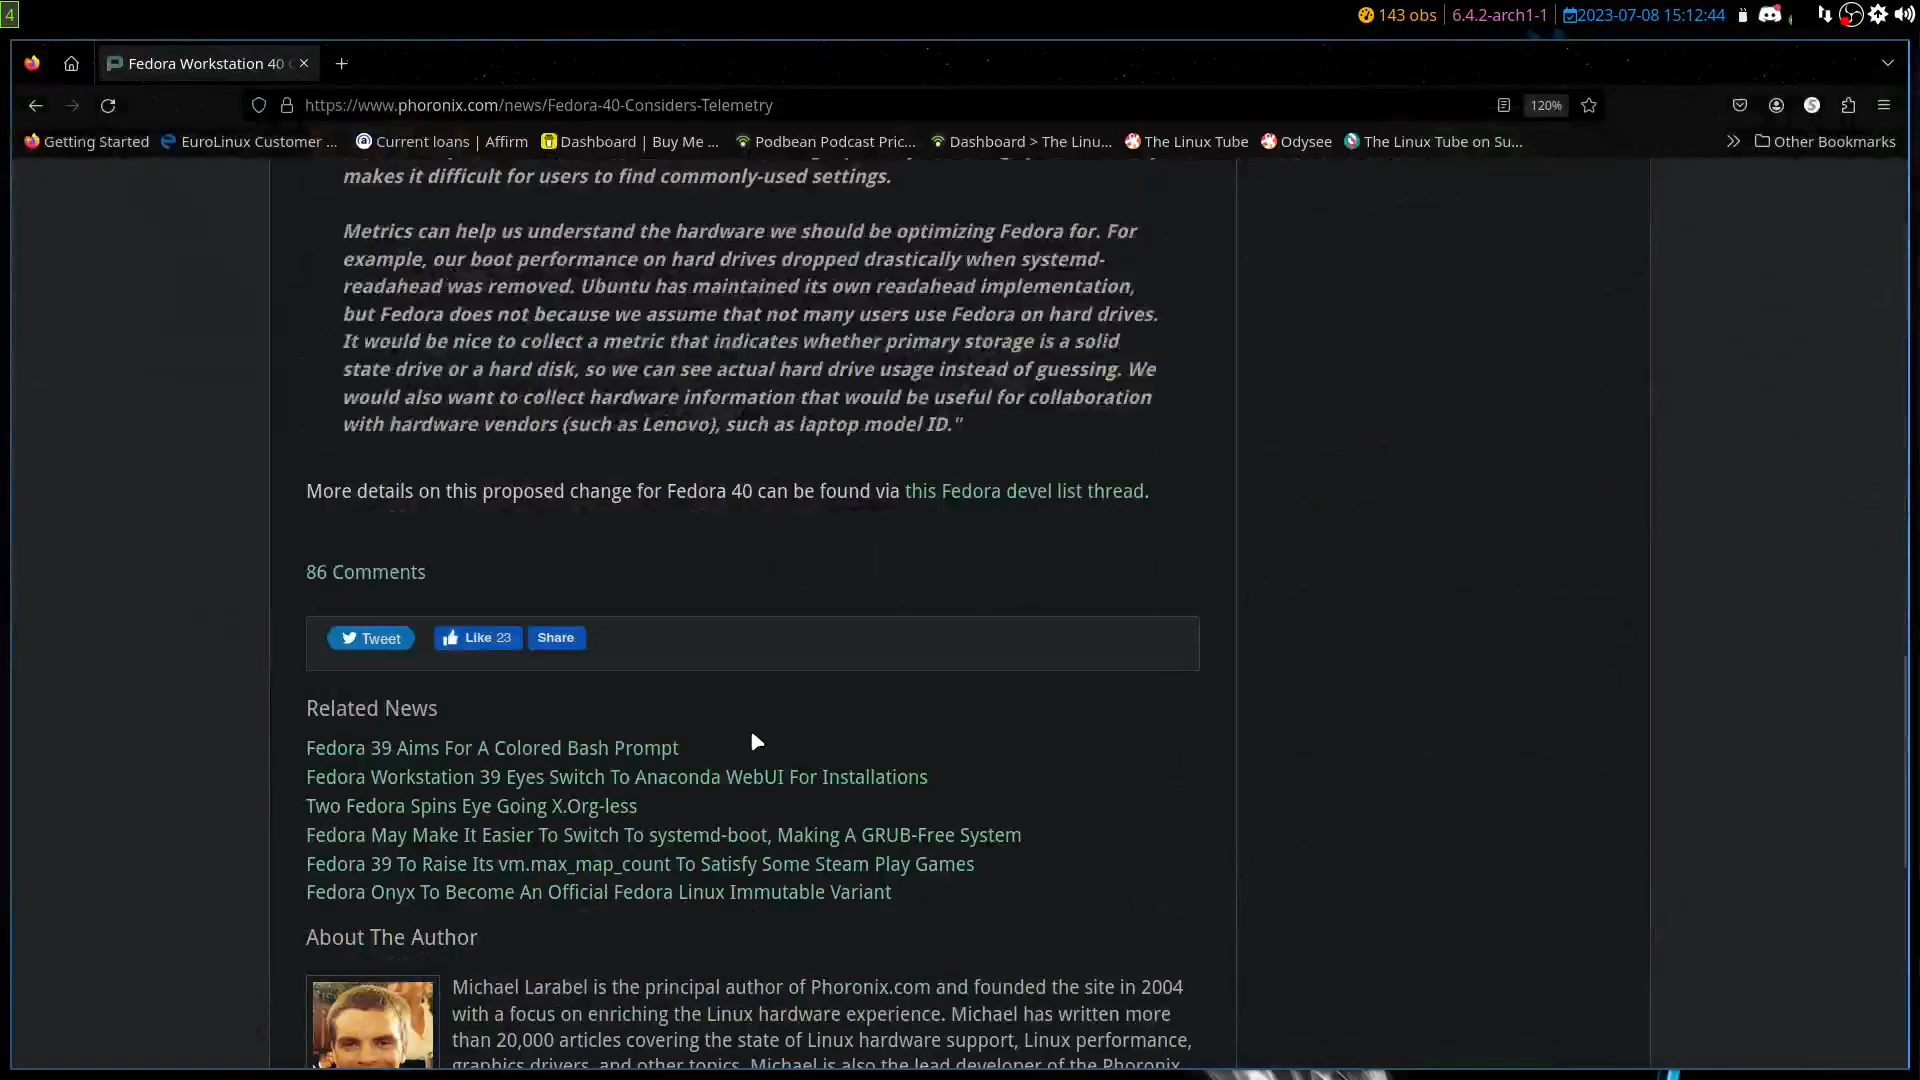 4
143 obs
6.4.2-arch1-1
2023-07-08 15:12:44
Fedora Workstation 40
https://www.phoronix.com/news/Fedora-40-Considers-Telemetry
120%
Getting Started
EuroLinux Customer ...
Current loans | Affirm
Dashboard | Buy Me ...
Podbean Podcast Pric...
Dashboard > The Linu...
The Linux Tube
Odysee
The Linux Tube on Su...
Other Bookmarks
makes it difficult for users to find commonly-used settings.
Metrics can help us understand the hardware we should be optimizing Fedora for. For
example, our boot performance on hard drives dropped drastically when systemd-
readahead was removed. Ubuntu has maintained its own readahead implementation,
but Fedora does not because we assume that not many users use Fedora on hard drives.
It would be nice to collect a metric that indicates whether primary storage is a solid
state drive or a hard disk, so we can see actual hard drive usage instead of guessing. We
would also want to collect hardware information that would be useful for collaboration
with hardware vendors (such as Lenovo), such as laptop model ID."
More details on this proposed change for Fedora 40 can be found via this Fedora devel list thread.
86 Comments
Tweet
Like 23
Share
Related News
Fedora 39 Aims For A Colored Bash Prompt
Fedora Workstation 39 Eyes Switch To Anaconda WebUI For Installations
Two Fedora Spins Eye Going X.Org-less
Fedora May Make It Easier To Switch To systemd-boot, Making A GRUB-Free System
Fedora 39 To Raise Its vm.max_map_count To Satisfy Some Steam Play Games
Fedora Onyx To Become An Official Fedora Linux Immutable Variant
About The Author
Michael Larabel is the principal author of Phoronix.com and founded the site in 2004
with a focus on enriching the Linux hardware experience. Michael has written more
than 20,000 articles covering the state of Linux hardware support, Linux performance,
graphics drivers, and other topics. Michael is also the lead developer of the Phoronix